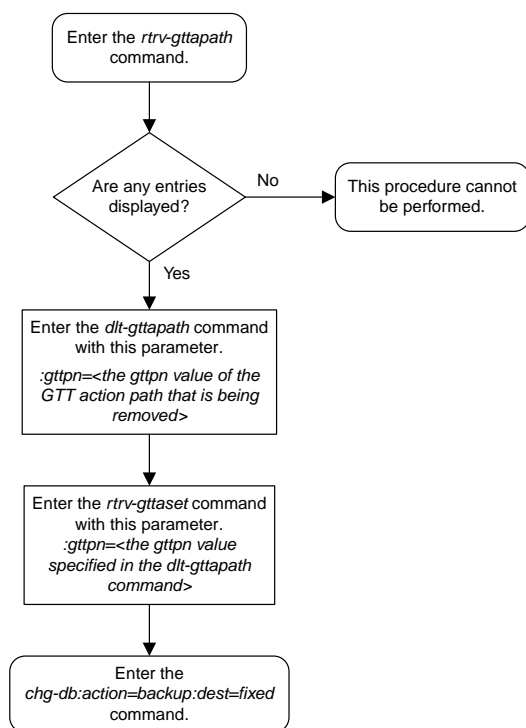 Enter the rtrv-gttapath
command.
Are any entries
displayed?
No
This procedure cannot
be performed.
Yes
Enter the dlt-gttapath command
with this parameter.
:gttpn=<the gttpn value of the
GTT action path that is being
removed>
Enter the rtrv-gttaset command
with this parameter.
:gttpn=<the gttpn value
specified in the dlt-gttapath
command>
Enter the
chg-db:action=backup:dest=fixed
command.